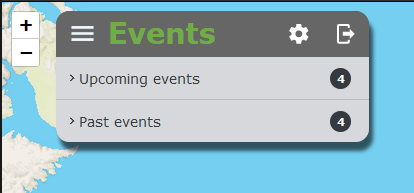 +
Events
−
Upcoming events 4
Past events 4